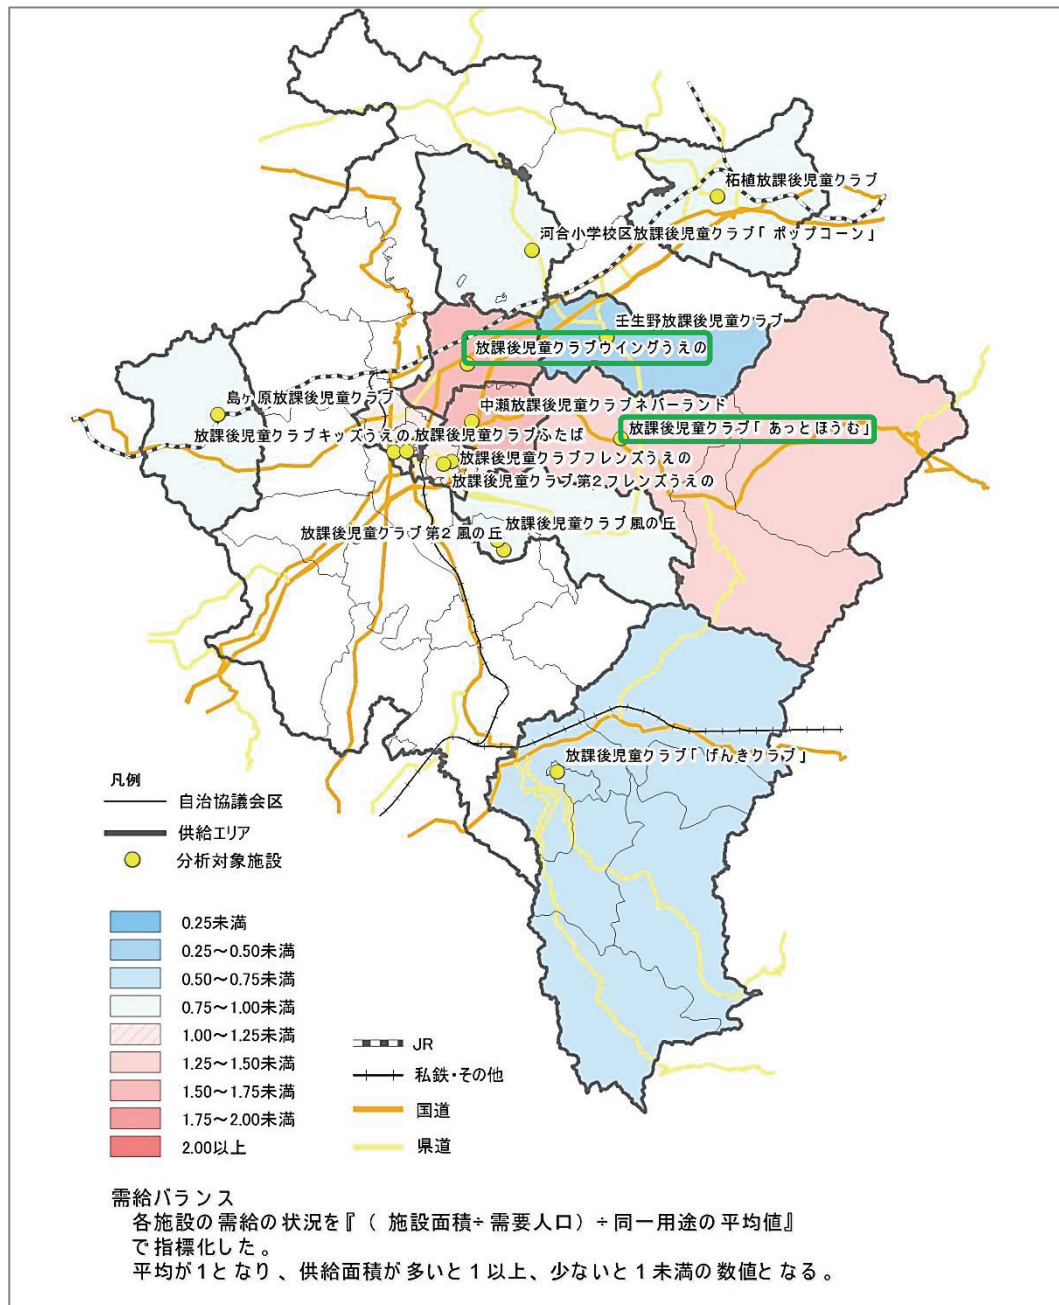 柘植放課後児童クラブ
河合小学校区放課後児童クラブ「ポップコーン」
壬生野放課後児童クラブ
放課後児童クラブウイングうえの
島ヶ原放課後児童クラブ
中瀬放課後児童クラブネバーランド
放課後児童クラブ「あっとほうむ」
放課後児童クラブキッズうえの
放課後児童クラブふたば
放課後児童クラブフレンズうえの
放課後児童クラブ第2フレンズうえの
放課後児童クラブ風の丘
放課後児童クラブ第2風の丘
放課後児童クラブ「げんきクラブ」
凡例
自治協議会区
供給エリア
分析対象施設
0.25未満
0.25～0.50未満
0.50～0.75未満
0.75～1.00未満
1.00～1.25未満
1.25～1.50未満
1.50～1.75未満
1.75～2.00未満
2.00以上
JR
私鉄・その他
国道
県道
需給バランス
各施設の需給の状況を『（施設面積÷需要人口）÷同一用途の平均値』
で指標化した。
平均が1となり、供給面積が多いと1以上、少ないと1未満の数値となる。